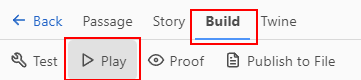 Back Passage Story Build Twine
Test Play Proof Publish to File